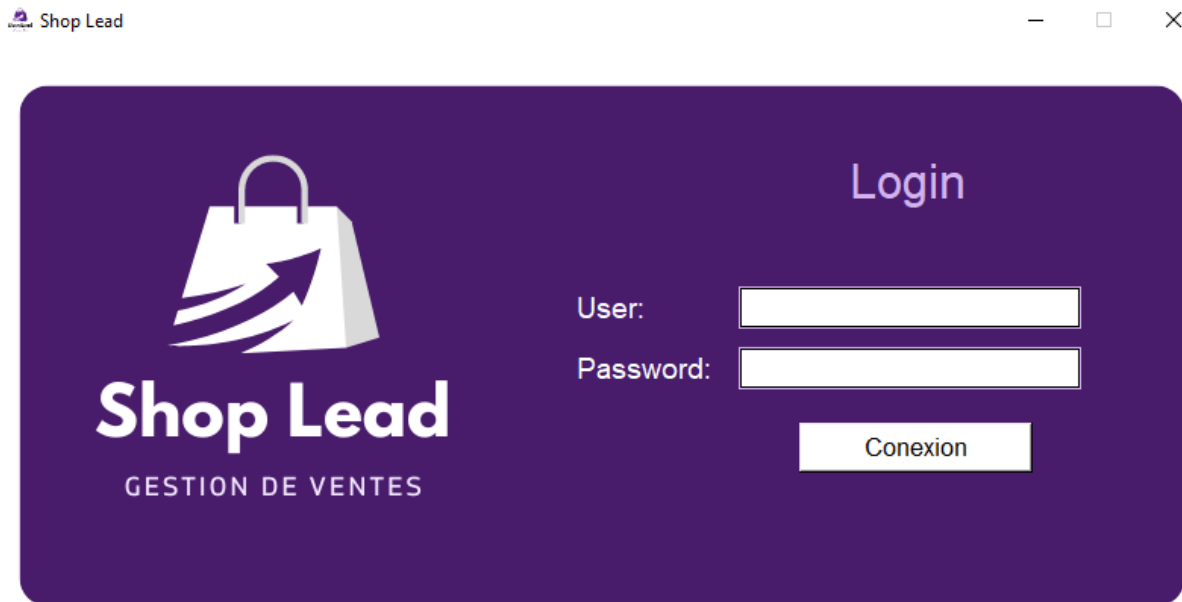 Shop Lead
Login
User:
Password:
Conexion
Shop Lead
GESTION DE VENTES